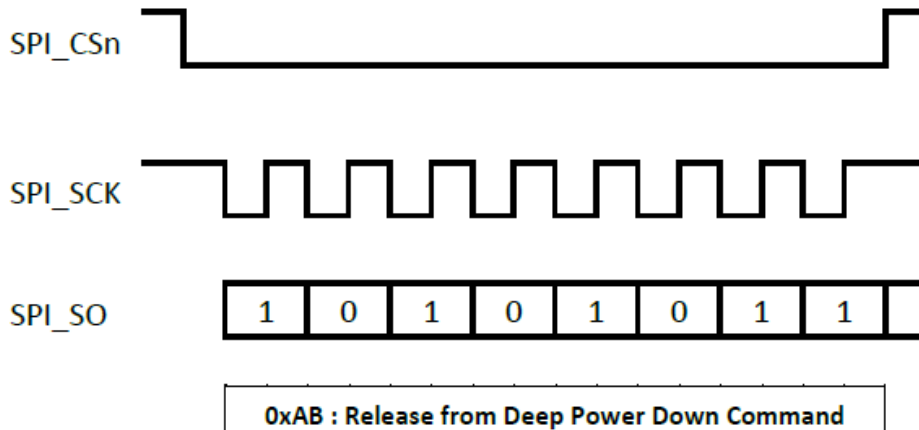 SPI_CSn
SPI_SCK
SPI_SO 1 0 1 0 1 0 1 1
0xAB : Release from Deep Power Down Command